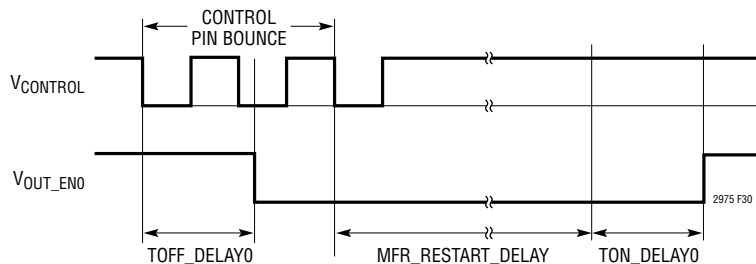 CONTROL
PIN BOUNCE
VCONTROL
VOUT_EN0
2975 F30
TOFF_DELAY0
MFR_RESTART_DELAY
TON_DELAY0